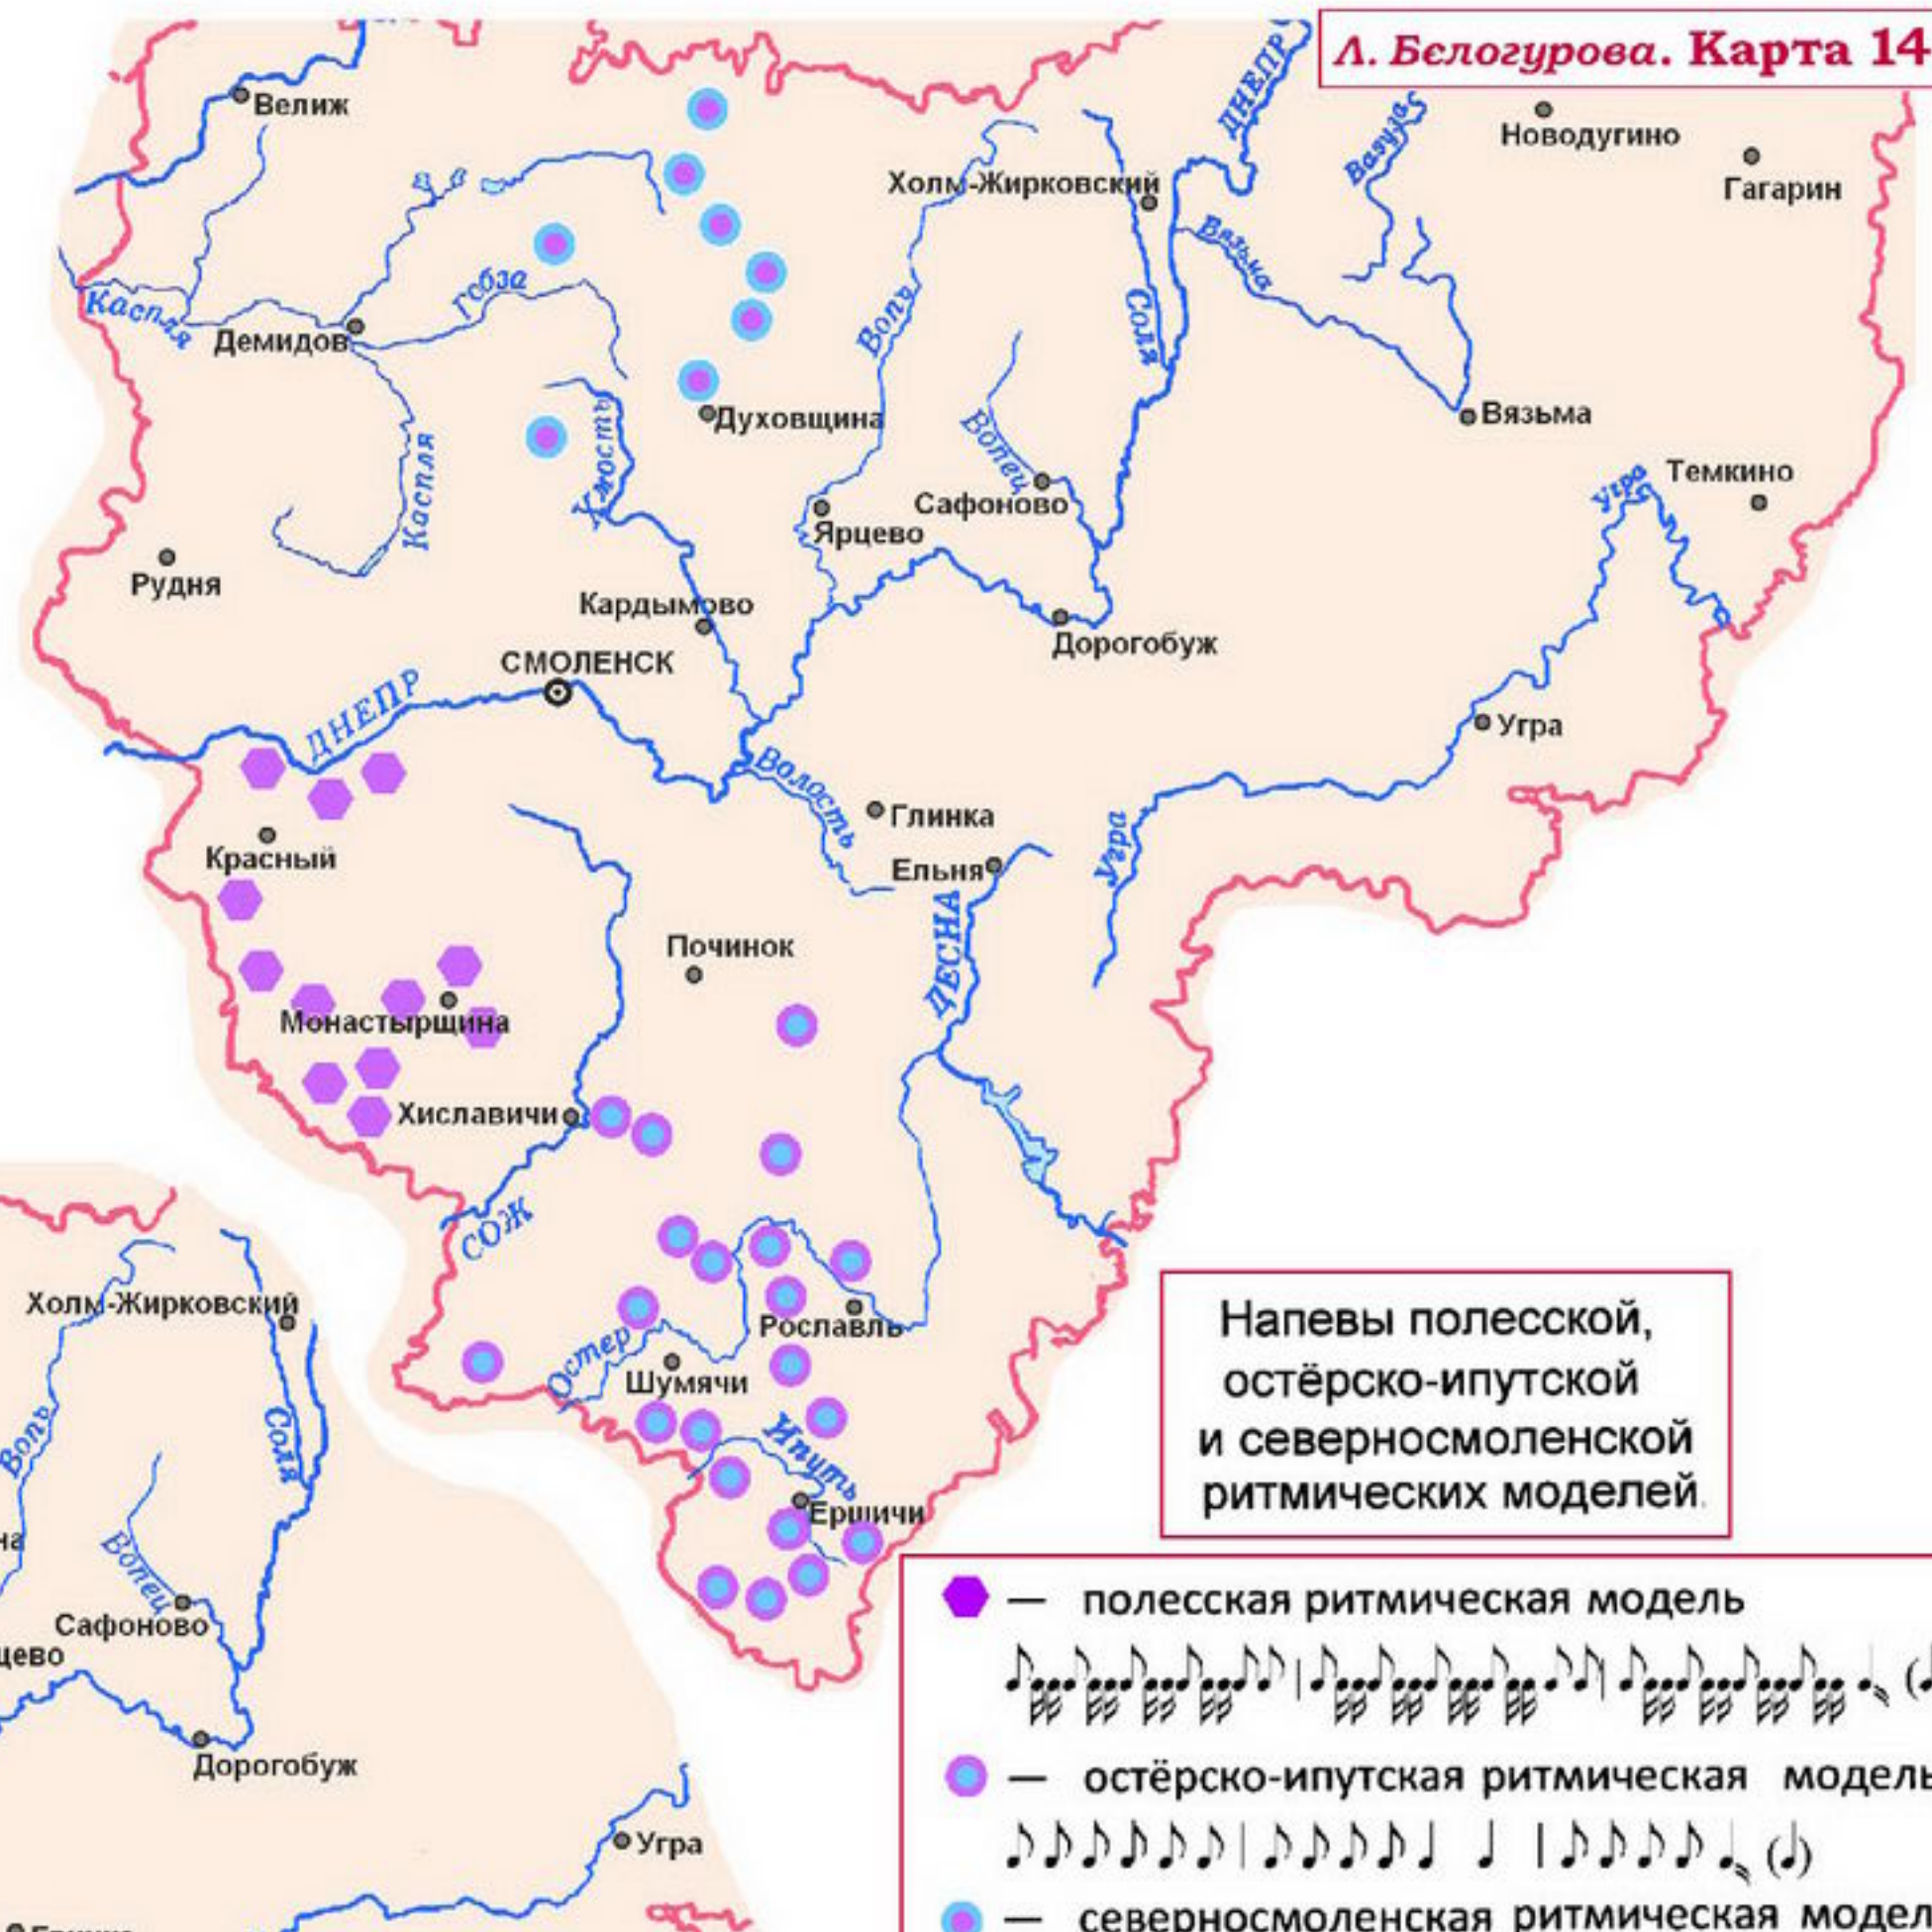 Л. Бєлогурова. Карта 14
ДНЕПР
Велиж
Новодугино
Вазуза
Гагарин
Холм-Жирковский
Вязьма
Гобза
Каспля
Вопь
Соля
Демидов
Духовщина
Вязьма
Хмость
Каспля
Вопец
Темкино
Угра
Сафоново
Ярцево
Рудня
Кардымово
Дорогобуж
СМОЛЕНСК
ДНЕПР
Угра
Волость
Глинка
Угра
Красный
Ельня
ДЕСНА
Починок
Монастырщина
Хиславичи
СОЖ
Холм-Жирковский
Рославль
Остер
Шумячи
Вопь
Соля
Ипуть
Ершичи
на
Вопец
Сафоново
цево
Дорогобуж
Угра
Напевы полесской,
остёрско-ипутской
и северносмоленской
ритмических моделей.
— полесская ритмическая модель
— остёрско-ипутская ритмическая модель
— северносмоленская ритмическая модел